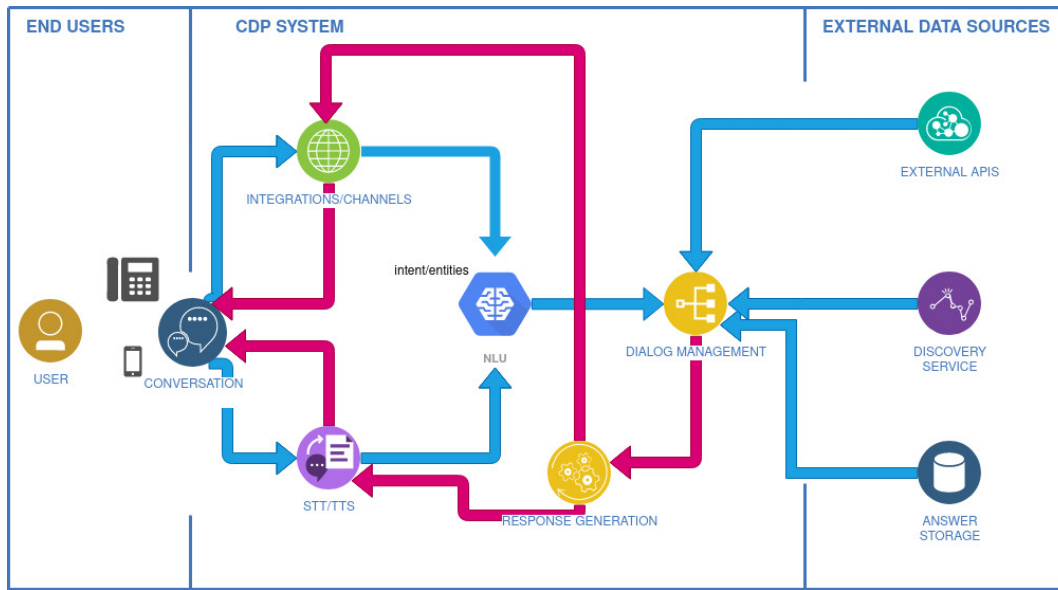 END USERS
CDP SYSTEM
EXTERNAL DATA SOURCES
EXTERNAL APIS
INTEGRATIONS/CHANNELS
intent/entities
NLU
DIALOG MANAGEMENT
DISCOVERY
SERVICE
USER
CONVERSATION
STT/TTS
RESPONSE GENERATION
ANSWER
STORAGE